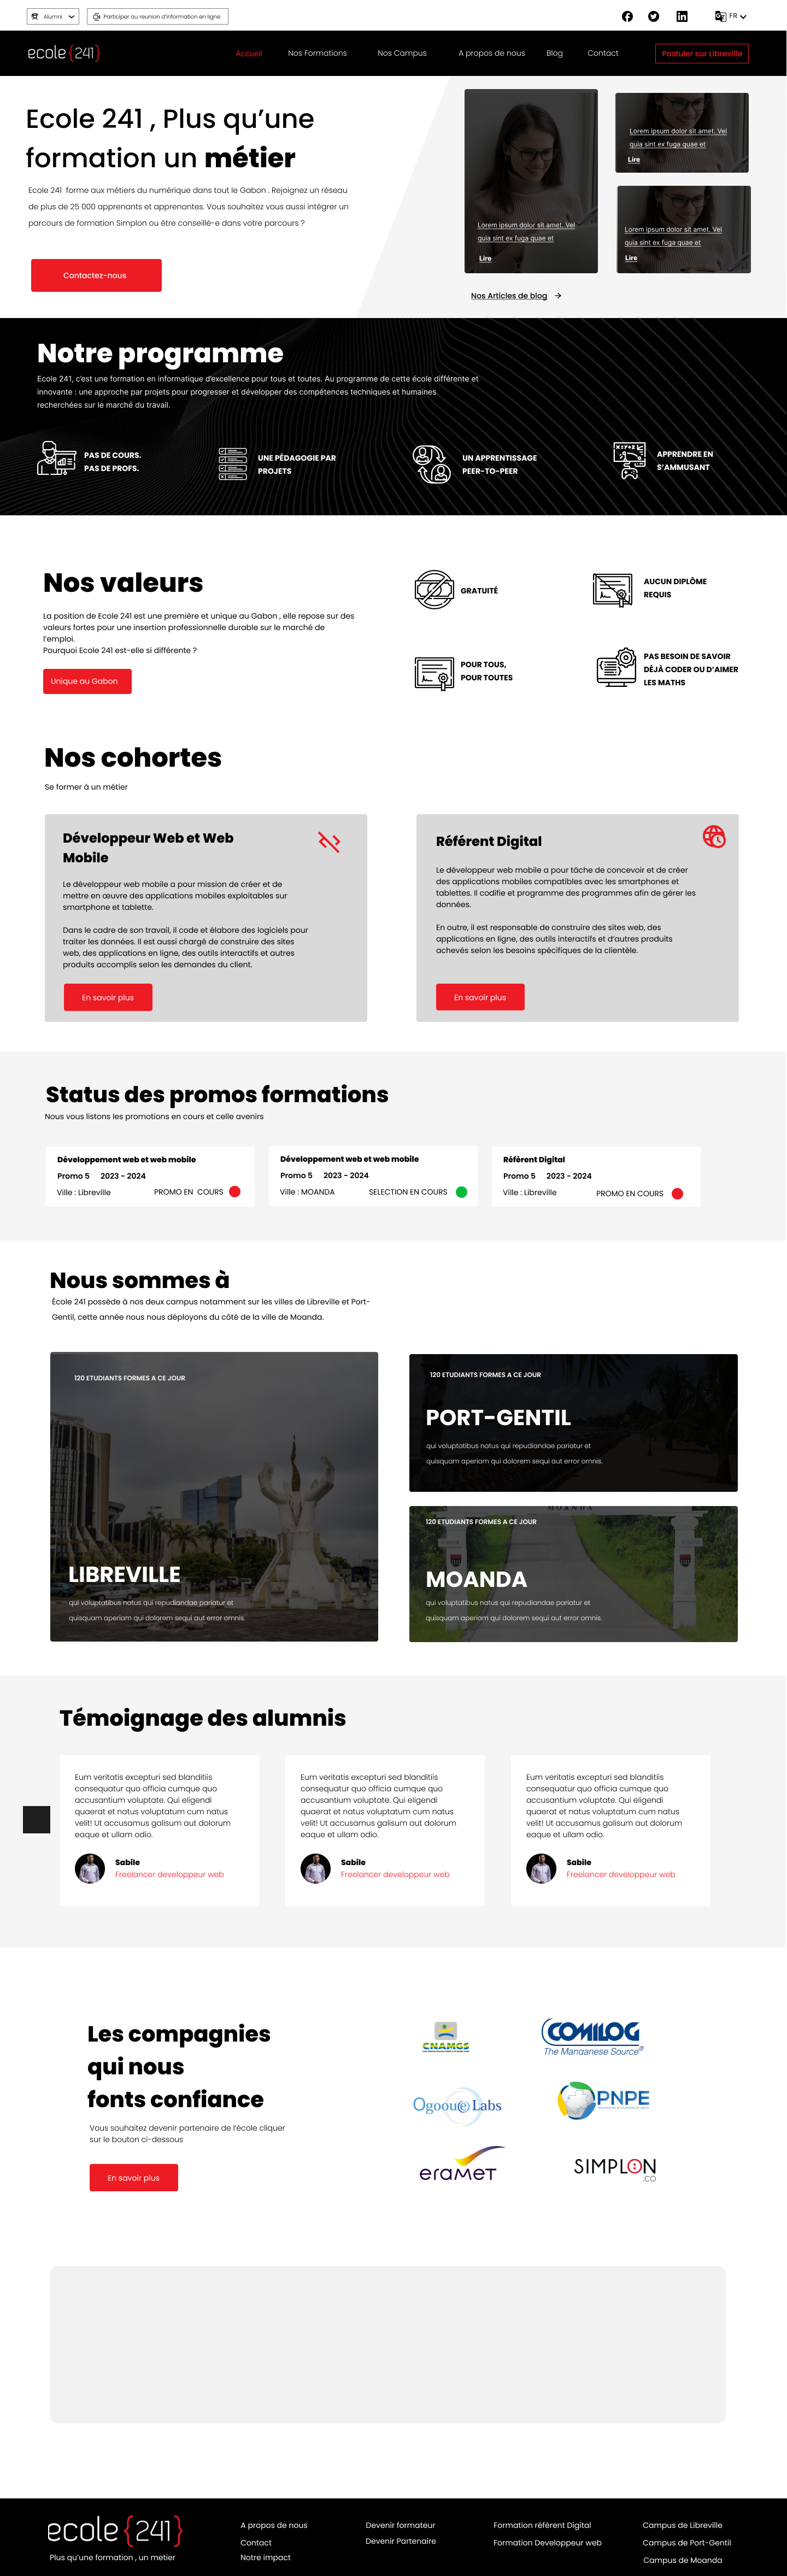 Alumni
Participer au reunion d'information en ligne
FR
ecole{241}
Accueil
Nos Formations
Nos Campus
A propos de nous
Blog
Contact
Postuler sur Libreville
Ecole 241 , Plus qu'une
formation un métier
Ecole 241 forme aux métiers du numérique dans tout le Gabon . Rejoignez un réseau
de plus de 25 000 apprenants et apprenantes. Vous souhaitez vous aussi intégrer un
parcours de formation Simplon ou être conseillé-e dans votre parcours ?
Contactez-nous
Lorem ipsum dolor sit amet. Vel
quia sint ex fuga quae et
Lire
Lorem ipsum dolor sit amet. Vel
quia sint ex fuga quae et
Lire
Lorem ipsum dolor sit amet. Vel
quia sint ex fuga quae et
Lire
Nos Articles de blog
Notre programme
Ecole 241, c'est une formation en informatique d'excellence pour tous et toutes. Au programme de cette école différente et
innovante : une approche par projets pour progresser et développer des compétences techniques et humaines
recherchées sur le marché du travail.
PAS DE COURS.
PAS DE PROFS.
UNE PÉDAGOGIE PAR
PROJETS
UN APPRENTISSAGE
PEER-TO-PEER
APPRENDRE EN
S'AMMUSANT
Nos valeurs
La position de Ecole 241 est une première et unique au Gabon , elle repose sur des
valeurs fortes pour une insertion professionnelle durable sur le marché de
l'emploi.
Pourquoi Ecole 241 est-elle si différente ?
Unique au Gabon
GRATUITÉ
AUCUN DIPLÔME
REQUIS
POUR TOUS,
POUR TOUTES
PAS BESOIN DE SAVOIR
DÉJÀ CODER OU D'AIMER
LES MATHS
Nos cohortes
Se former à un métier
Développeur Web et Web
Mobile
Le développeur web mobile a pour mission de créer et de
mettre en œuvre des applications mobiles exploitables sur
smartphone et tablette.
Dans le cadre de son travail, il code et élabore des logiciels pour
traiter les données. Il est aussi chargé de construire des sites
web, des applications en ligne, des outils interactifs et autres
produits accomplis selon les demandes du client.
En savoir plus
Référent Digital
Le développeur web mobile a pour tâche de concevoir et de créer
des applications mobiles compatibles avec les smartphones et
tablettes. Il codifie et programme des programmes afin de gérer les
données.
En outre, il est responsable de construire des sites web, des
applications en ligne, des outils interactifs et d'autres produits
achevés selon les besoins spécifiques de la clientèle.
En savoir plus
Status des promos formations
Nous vous listons les promotions en cours et celle avenirs
Développement web et web mobile
Promo 5 2023 - 2024
Ville : Libreville PROMO EN COURS
Développement web et web mobile
Promo 5 2023 - 2024
Ville : MOANDA SELECTION EN COURS
Réfèrent Digital
Promo 5 2023 - 2024
Ville : Libreville PROMO EN COURS
Nous sommes à
École 241 possède à nos deux campus notamment sur les villes de Libreville et Port-
Gentil, cette année nous nous déployons du côté de la ville de Moanda.
120 ETUDIANTS FORMES A CE JOUR
LIBREVILLE
qui voluptatibus natus qui repudiandae pariatur et
quisquam aperiam qui dolorem sequi aut error omnis.
120 ETUDIANTS FORMES A CE JOUR
PORT-GENTIL
qui voluptatibus natus qui repudiandae pariatur et
quisquam aperiam qui dolorem sequi aut error omnis.
MOANDA
120 ETUDIANTS FORMES A CE JOUR
MOANDA
qui voluptatibus natus qui repudiandae pariatur et
quisquam aperiam qui dolorem sequi aut error omnis.
Témoignage des alumnis
Eum veritatis excepturi sed blanditiis
consequatur quo officia cumque quo
accusantium voluptate. Qui eligendi
quaerat et natus voluptatum cum natus
velit! Ut accusamus galisum aut dolorum
eaque et ullam odio.
Sabile
Freelancer developpeur web
Eum veritatis excepturi sed blanditiis
consequatur quo officia cumque quo
accusantium voluptate. Qui eligendi
quaerat et natus voluptatum cum natus
velit! Ut accusamus galisum aut dolorum
eaque et ullam odio.
Sabile
Freelancer developpeur web
Eum veritatis excepturi sed blanditiis
consequatur quo officia cumque quo
accusantium voluptate. Qui eligendi
quaerat et natus voluptatum cum natus
velit! Ut accusamus galisum aut dolorum
eaque et ullam odio.
Sabile
Freelancer developpeur web
Les compagnies
qui nous
fonts confiance
Vous souhaitez devenir partenaire de l'école cliquer
sur le bouton ci-dessous
En savoir plus
CNAMGS
COMILOG
The Manganese Source®
Ogooué Labs
PNPE
eramet
SIMPLON
.CO
ecole{241}
Plus qu'une formation , un metier
A propos de nous
Contact
Notre impact
Devenir formateur
Devenir Partenaire
Formation référent Digital
Formation Developpeur web
Campus de Libreville
Campus de Port-Gentil
Campus de Moanda